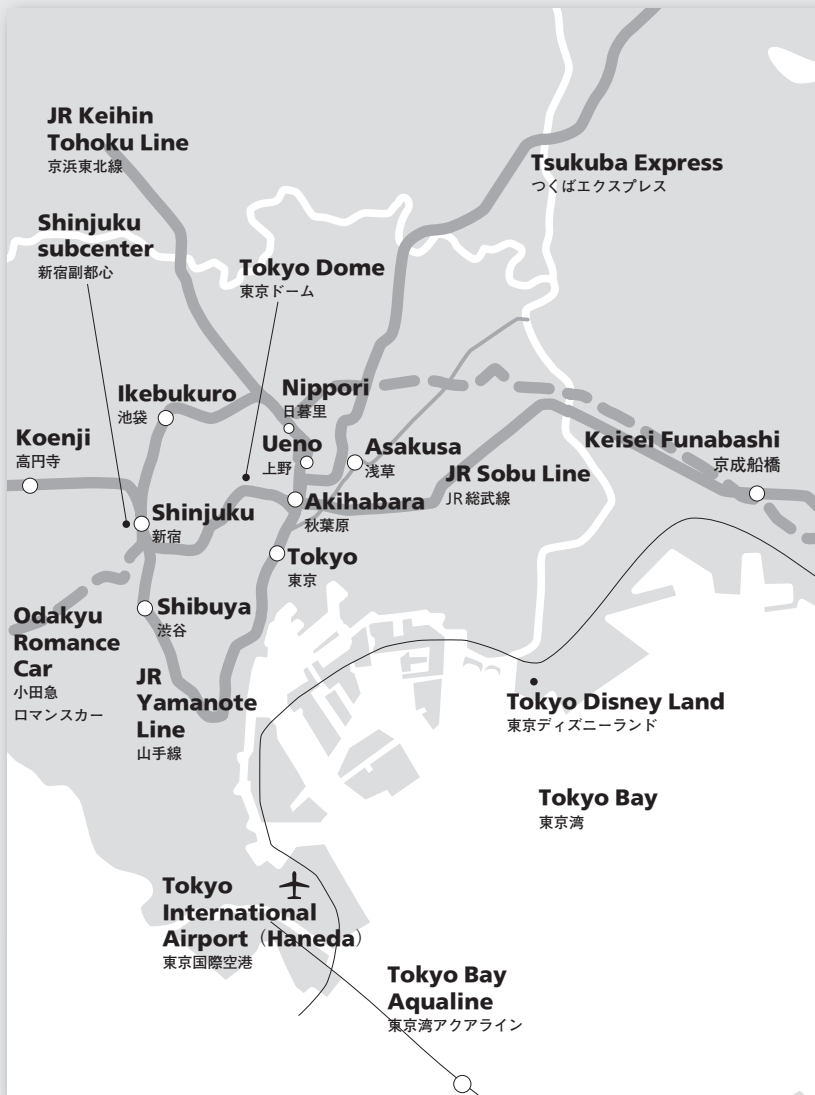 JR Keihin
Tohoku Line
京浜東北線
Tsukuba Express
つくばエクスプレス
Shinjuku
subcenter
新宿副都心
Tokyo Dome
東京ドーム
Ikebukuro
池袋
Nippori
日暮里
Koenji
高円寺
Ueno
上野
Asakusa
浅草
Keisei Funabashi
京成船橋
JR Sobu Line
JR総武線
Akihabara
秋葉原
Shinjuku
新宿
Tokyo
東京
Shibuya
渋谷
Odakyu
Romance
Car
小田急
ロマンスカー
JR
Yamanote
Line
山手線
Tokyo Disney Land
東京ディズニーランド
Tokyo Bay
東京湾
Tokyo
International
Airport（Haneda）
東京国際空港
Tokyo Bay
Aqualine
東京湾アクアライン